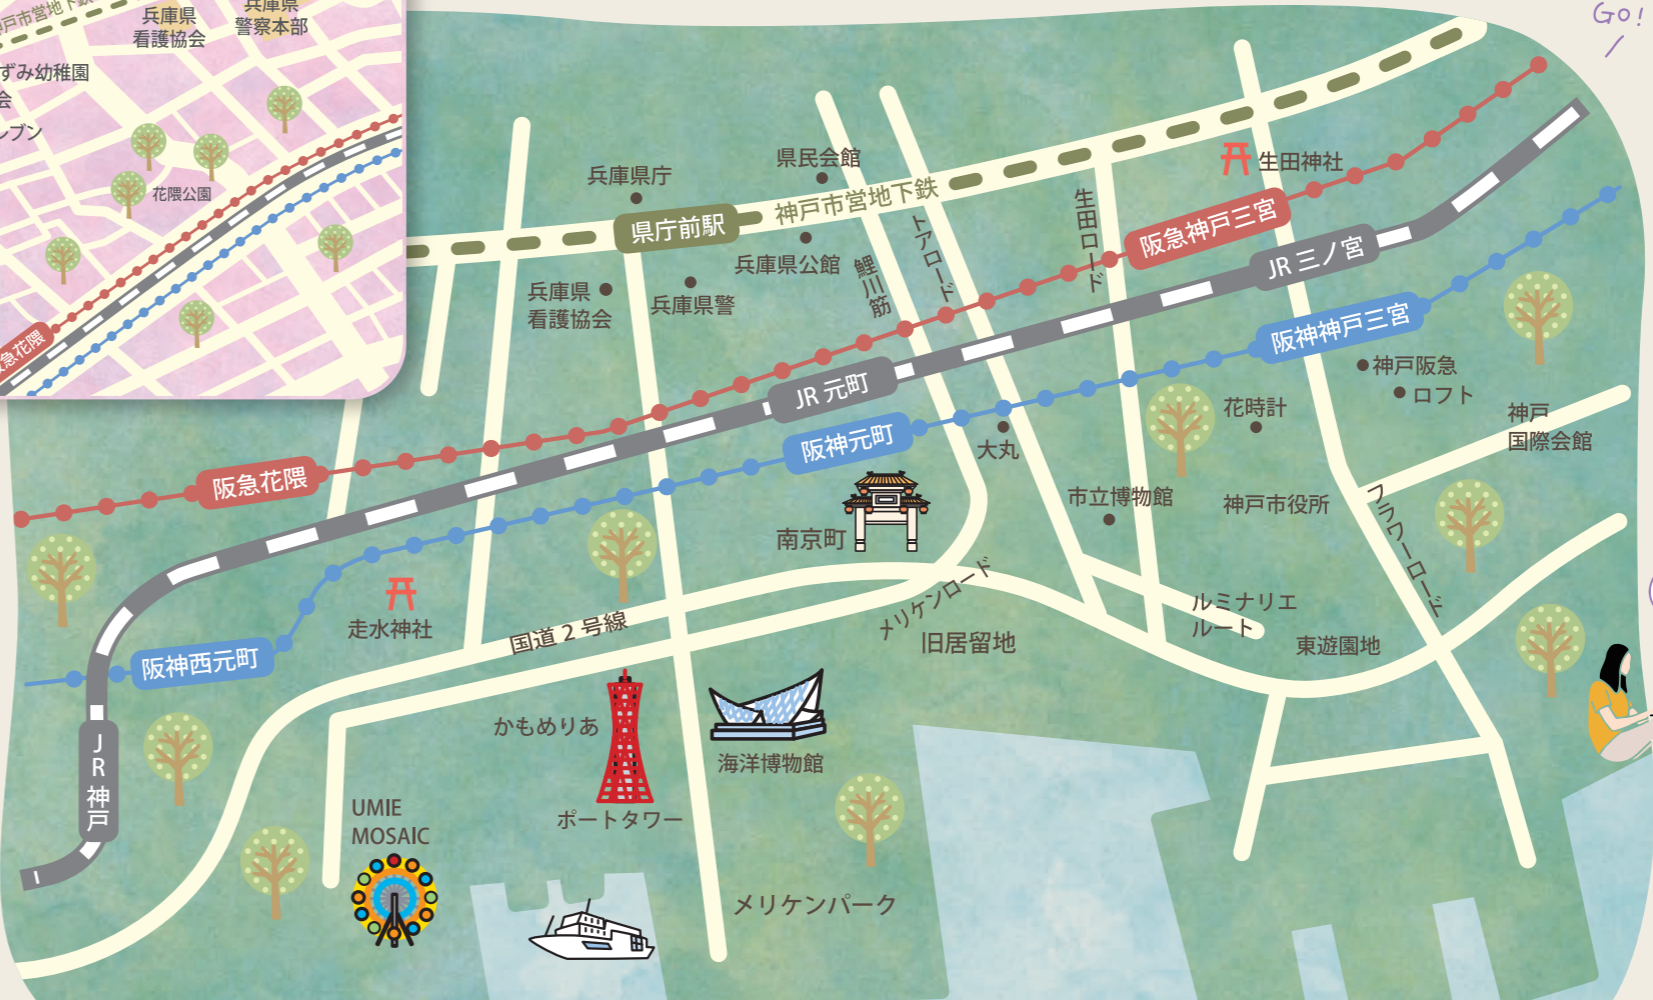 神戸市営地下鉄
兵庫県
看護協会
兵庫県
警察本部
ずみ幼稚園
会
レブン
花隈公園
急花隈
GO!
県民会館
兵庫県庁
県庁前駅
神戸市営地下鉄
生田神社
生田ロード
トアロード
鯉川筋
兵庫県公館
兵庫県
看護協会
兵庫県警
阪急神戸三宮
JR 三ノ宮
阪神神戸三宮
神戸阪急
ロフト
花時計
神戸
国際会館
JR 元町
阪神元町
大丸
阪急花隈
市立博物館
神戸市役所
フラワーロード
南京町
メリケンロード
旧居留地
ルミナリエ
ルート
東遊園地
走水神社
国道 2 号線
阪神西元町
JR 神戸
かもめりあ
ポートタワー
海洋博物館
UMIE
MOSAIC
メリケンパーク